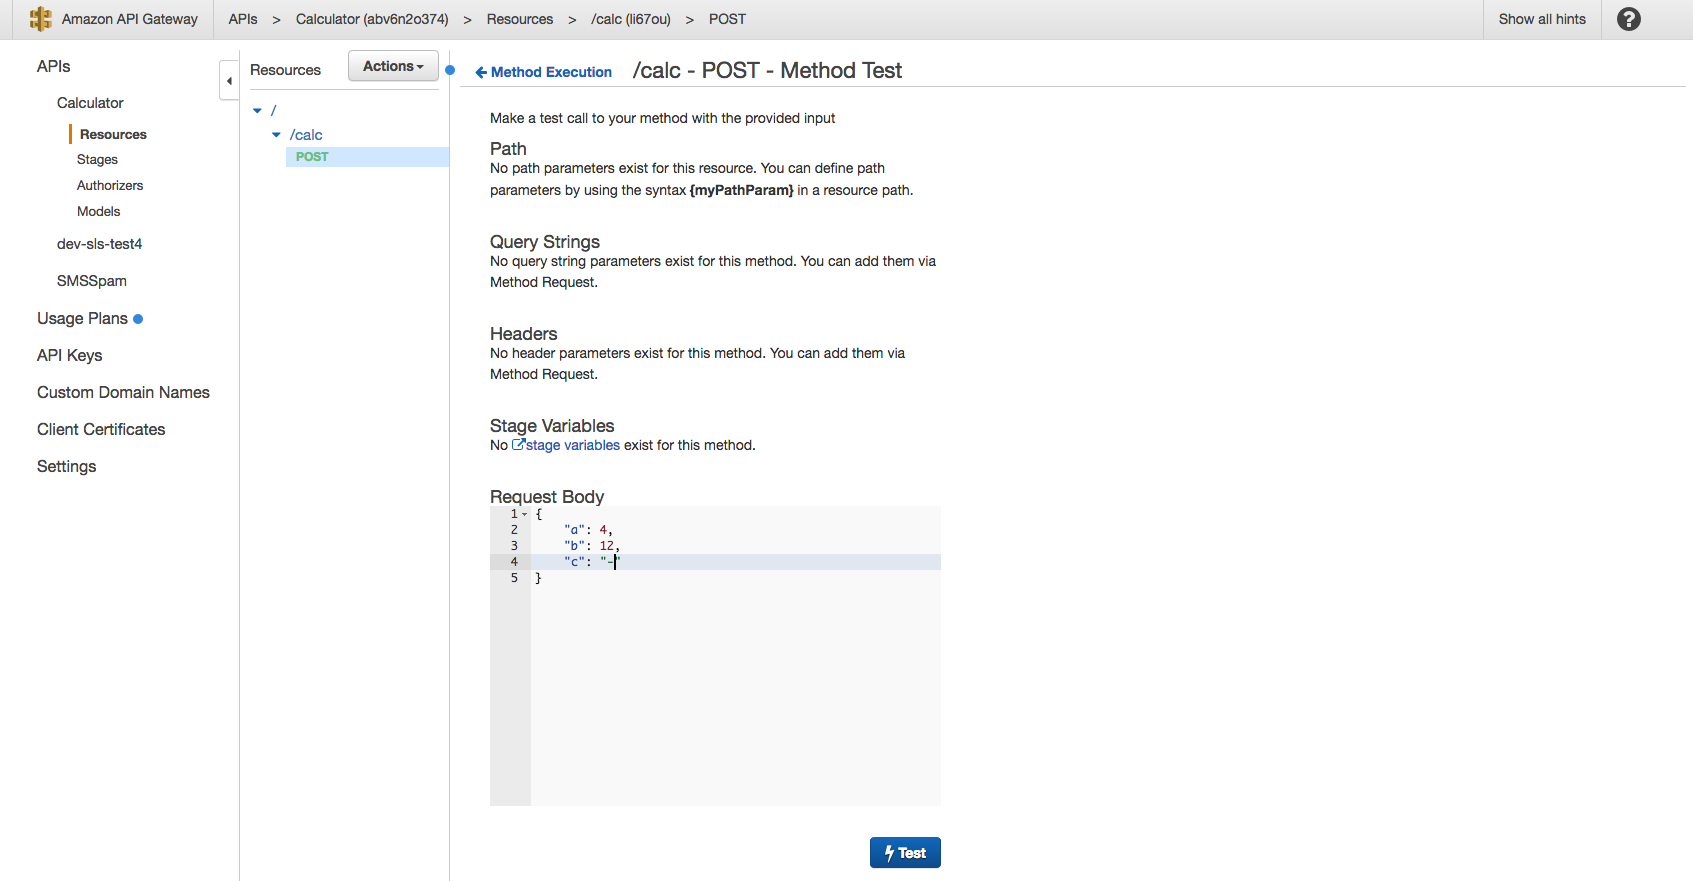 Amazon API Gateway
APIs > Calculator (abv6n2o374) > Resources > /calc (li67ou) > POST
Show all hints
?
APIs
Calculator
Resources
Stages
Authorizers
Models
dev-sls-test4
SMSSpam
Usage Plans
API Keys
Custom Domain Names
Client Certificates
Settings
Resources
Actions
/
/calc
POST
Method Execution
/calc - POST - Method Test
Make a test call to your method with the provided input
Path
No path parameters exist for this resource. You can define path
parameters by using the syntax {myPathParam} in a resource path.
Query Strings
No query string parameters exist for this method. You can add them via
Method Request.
Headers
No header parameters exist for this method. You can add them via
Method Request.
Stage Variables
No stage variables exist for this method.
Request Body
1 {
2 "a": 4,
3 "b": 12,
4 "c": "-"
5 }
Test